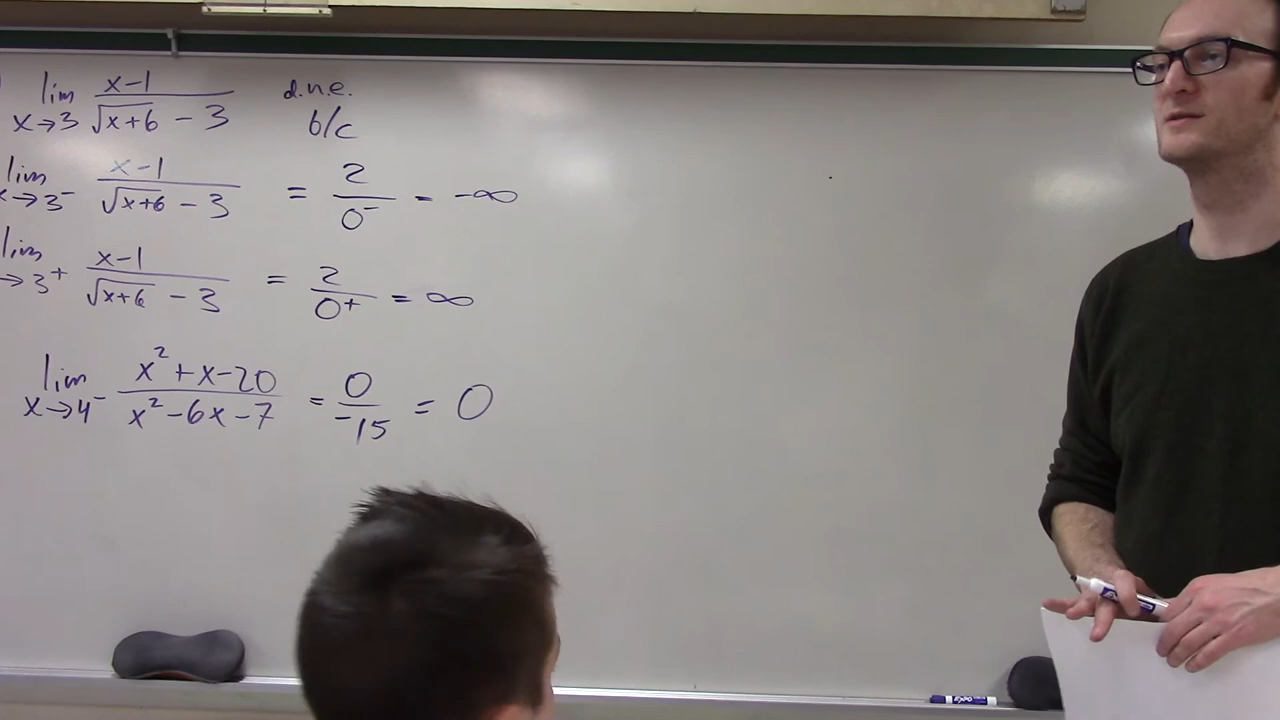 lim x→3 x-1 / √x+6 - 3 d.n.e. b/c
lim x→3⁻ x-1 / √x+6 - 3 = 2 / 0⁻ = -∞
lim →3⁺ x-1 / √x+6 - 3 = 2 / 0⁺ = ∞
lim x→4⁻ x²+x-20 / x²-6x-7 = 0 / -15 = 0